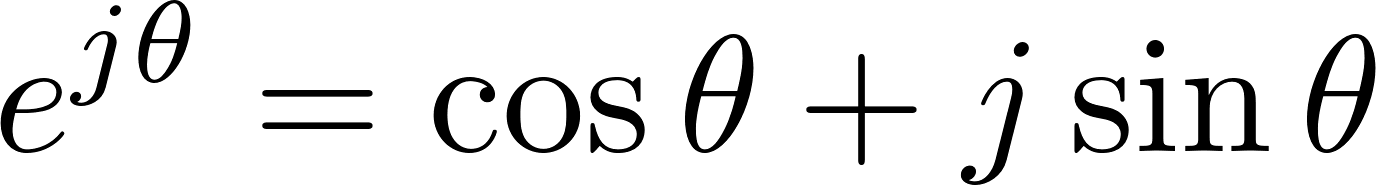 e^{jθ} = cos θ + j sin θ